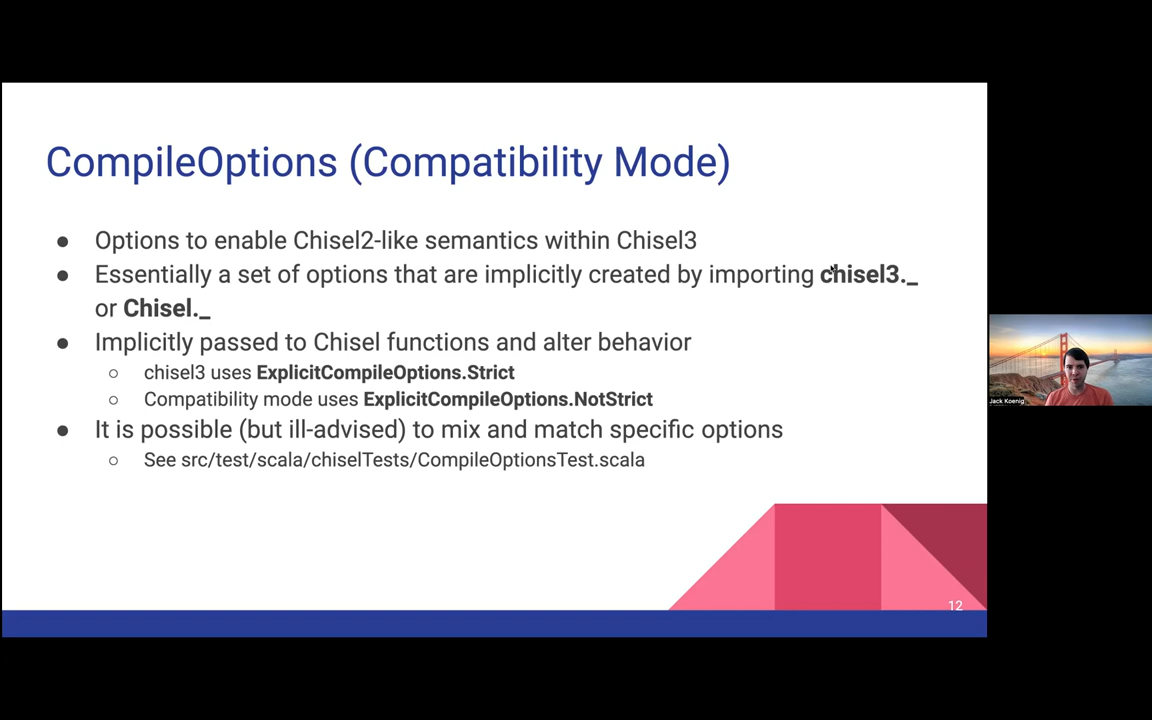 CompileOptions (Compatibility Mode)
● Options to enable Chisel2-like semantics within Chisel3
● Essentially a set of options that are implicitly created by importing chisel3._
or Chisel._
● Implicitly passed to Chisel functions and alter behavior
○ chisel3 uses ExplicitCompileOptions.Strict
○ Compatibility mode uses ExplicitCompileOptions.NotStrict
● It is possible (but ill-advised) to mix and match specific options
○ See src/test/scala/chiselTests/CompileOptionsTest.scala
12
Jack Koenig